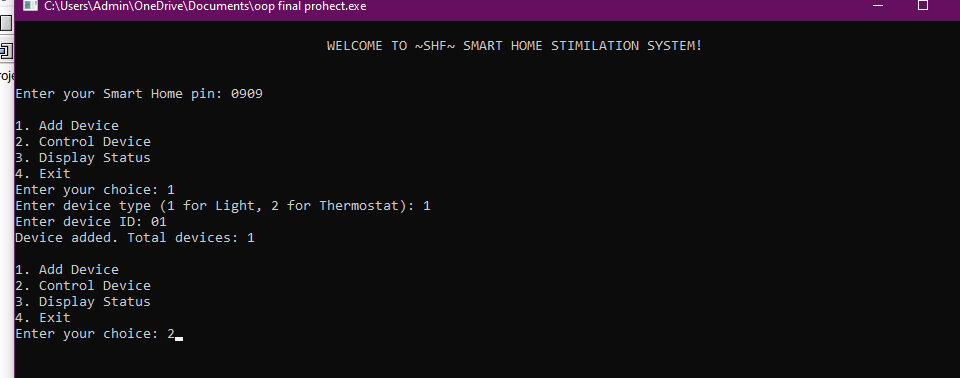 C:\Users\Admin\OneDrive\Documents\oop final prohect.exe
WELCOME TO ~SHF~ SMART HOME STIMILATION SYSTEM!
Enter your Smart Home pin: 0909
1. Add Device
2. Control Device
3. Display Status
4. Exit
Enter your choice: 1
Enter device type (1 for Light, 2 for Thermostat): 1
Enter device ID: 01
Device added. Total devices: 1
1. Add Device
2. Control Device
3. Display Status
4. Exit
Enter your choice: 2